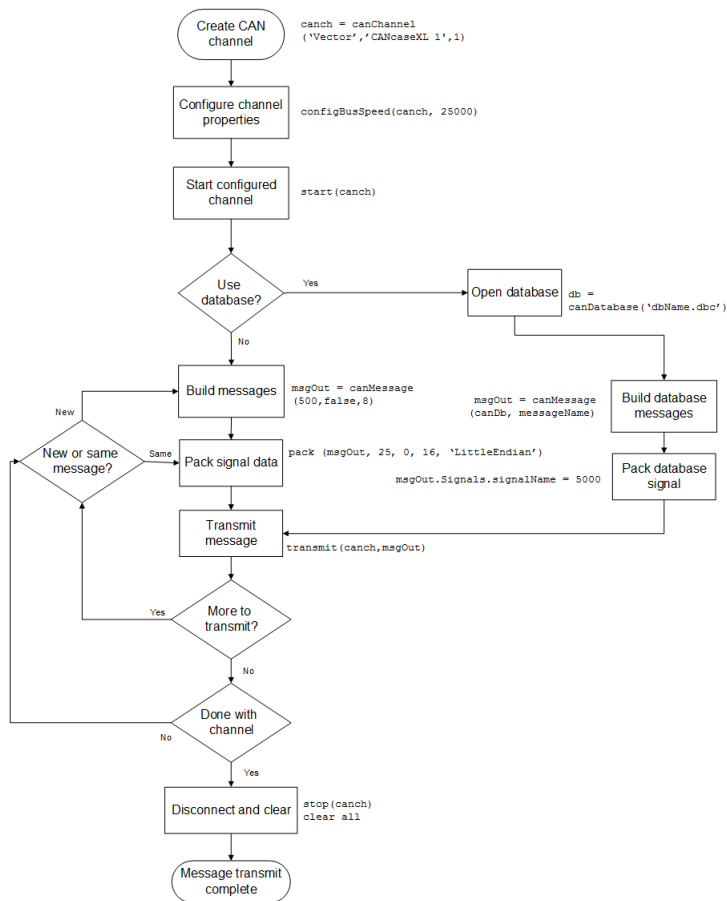 Create CAN
channel
canch = canChannel
(‘Vector’,’CANcaseXL 1’,1)
Configure channel
properties
configBusSpeed(canch, 25000)
Start configured
channel
start(canch)
Use
database?
Yes
No
Open database
db =
canDatabase(‘dbName.dbc’)
Build messages
msgOut = canMessage
(500,false,8)
msgOut = canMessage
(canDb, messageName)
Build database
messages
New
New or same
message?
Same
Pack signal data
pack (msgOut, 25, 0, 16, ‘LittleEndian’)
msgOut.Signals.signalName = 5000
Pack database
signal
Transmit
message
transmit(canch,msgOut)
Yes
More to
transmit?
No
Done with
channel
No
Yes
Disconnect and clear
stop(canch)
clear all
Message transmit
complete